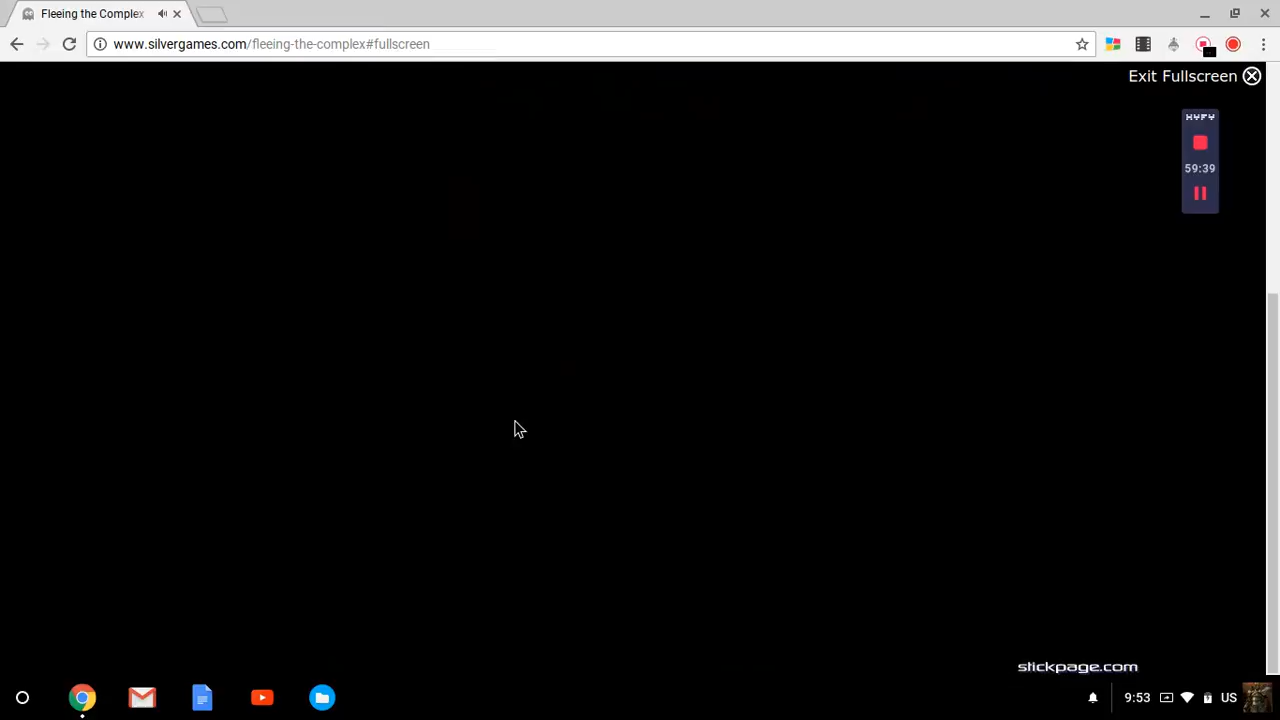 Fleeing the Complex
www.silvergames.com/fleeing-the-complex#fullscreen
Exit Fullscreen
HYFY
59:39
stickpage.com
9:53
US